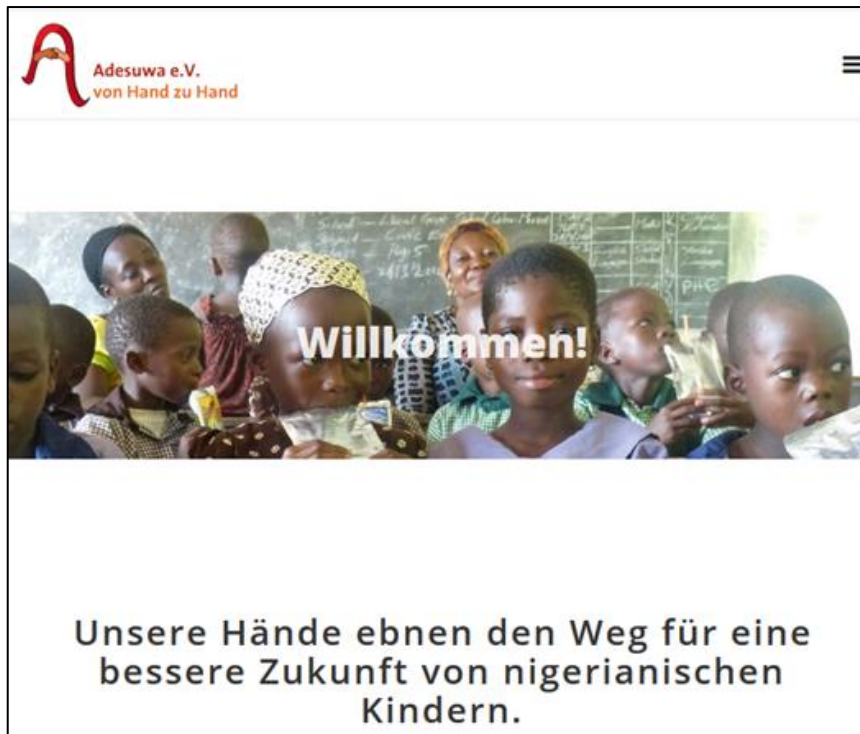 Adesuwa e.V.
von Hand zu Hand
Willkommen!
Unsere Hände ebnen den Weg für eine
bessere Zukunft von nigerianischen
Kindern.